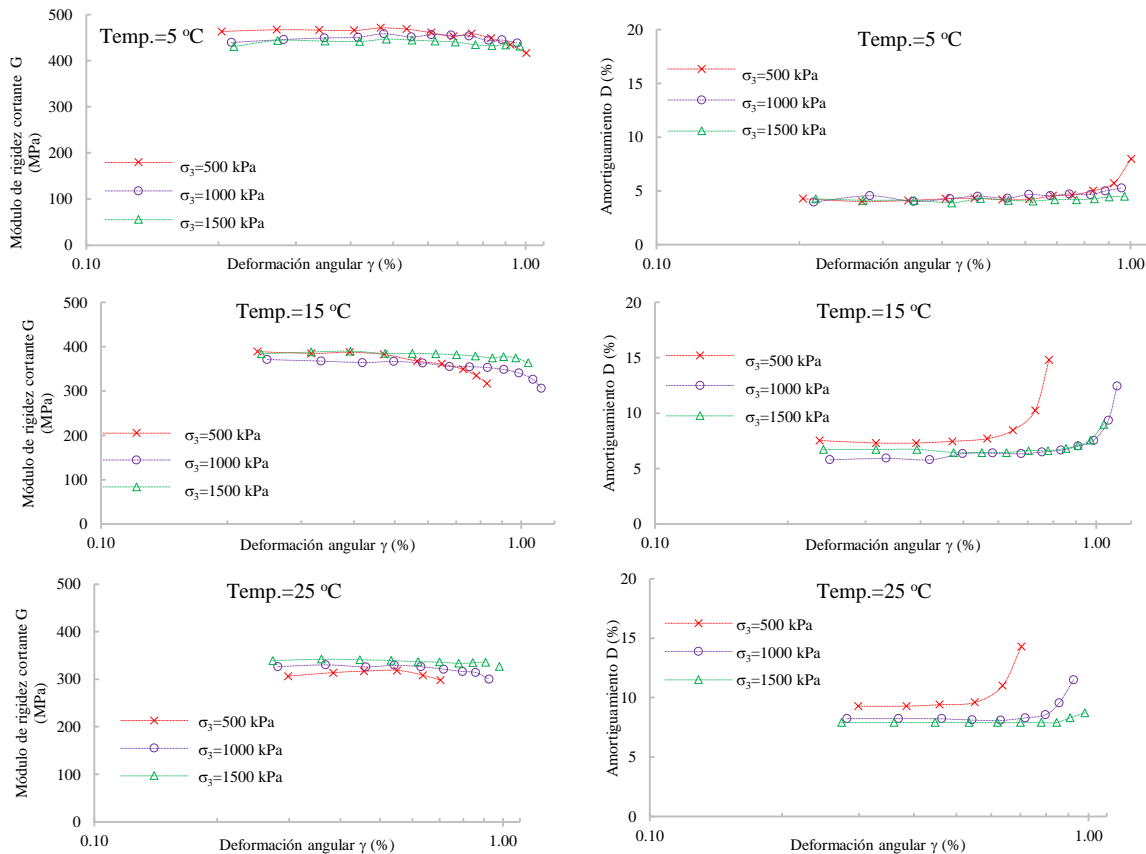 Temp.=5 °C
Módulo de rigidez cortante G
(MPa)
500
400
300
200
100
0
σ3=500 kPa
σ3=1000 kPa
σ3=1500 kPa
0.10
1.00
Deformación angular γ (%)
Temp.=5 °C
Amortiguamiento D (%)
20
15
10
5
0
σ3=500 kPa
σ3=1000 kPa
σ3=1500 kPa
0.10
1.00
Deformación angular γ (%)
Temp.=15 °C
Módulo de rigidez cortante G
(MPa)
500
400
300
200
100
0
σ3=500 kPa
σ3=1000 kPa
σ3=1500 kPa
0.10
1.00
Deformación angular γ (%)
Temp.=15 °C
Amortiguamiento D (%)
20
15
10
5
0
σ3=500 kPa
σ3=1000 kPa
σ3=1500 kPa
0.10
1.00
Deformación angular γ (%)
Temp.=25 °C
Módulo de rigidez cortante G
(MPa)
500
400
300
200
100
0
σ3=500 kPa
σ3=1000 kPa
σ3=1500 kPa
0.10
1.00
Deformación angular γ (%)
Temp.=25 °C
Amortiguamiento D (%)
20
15
10
5
0
σ3=500 kPa
σ3=1000 kPa
σ3=1500 kPa
0.10
1.00
Deformación angular γ (%)